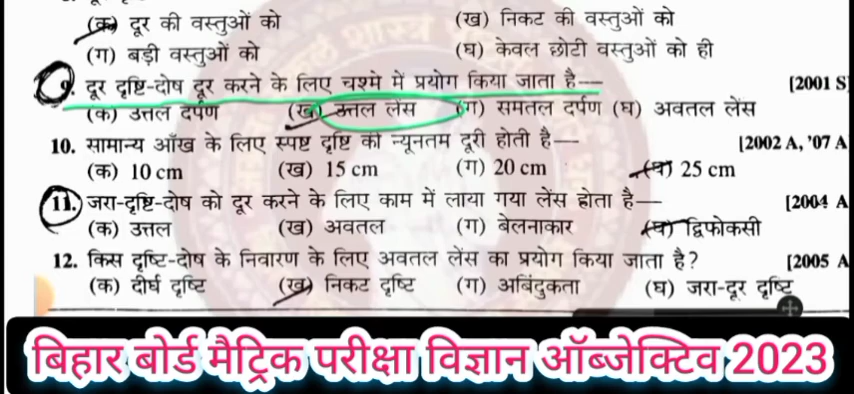 (क) दूर की वस्तुओं को (ख) निकट की वस्तुओं को
(ग) बड़ी वस्तुओं को (घ) केवल छोटी वस्तुओं को ही
9. दूर दृष्टि-दोष दूर करने के लिए चश्मे में प्रयोग किया जाता है— [2001 S
(क) उत्तल दर्पण (ख) उत्तल लेंस (ग) समतल दर्पण (घ) अवतल लेंस
10. सामान्य आँख के लिए स्पष्ट दृष्टि की न्यूनतम दूरी होती है— [2002 A, '07 A
(क) 10 cm (ख) 15 cm (ग) 20 cm (घ) 25 cm
11. जरा-दृष्टि-दोष को दूर करने के लिए काम में लाया गया लेंस होता है— [2004 A
(क) उत्तल (ख) अवतल (ग) बेलनाकार (घ) द्विफोकसी
12. किस दृष्टि-दोष के निवारण के लिए अवतल लेंस का प्रयोग किया जाता है? [2005 A
(क) दीर्घ दृष्टि (ख) निकट दृष्टि (ग) अबिंदुकता (घ) जरा-दूर दृष्टि
बिहार बोर्ड मैट्रिक परीक्षा विज्ञान ऑब्जेक्टिव 2023